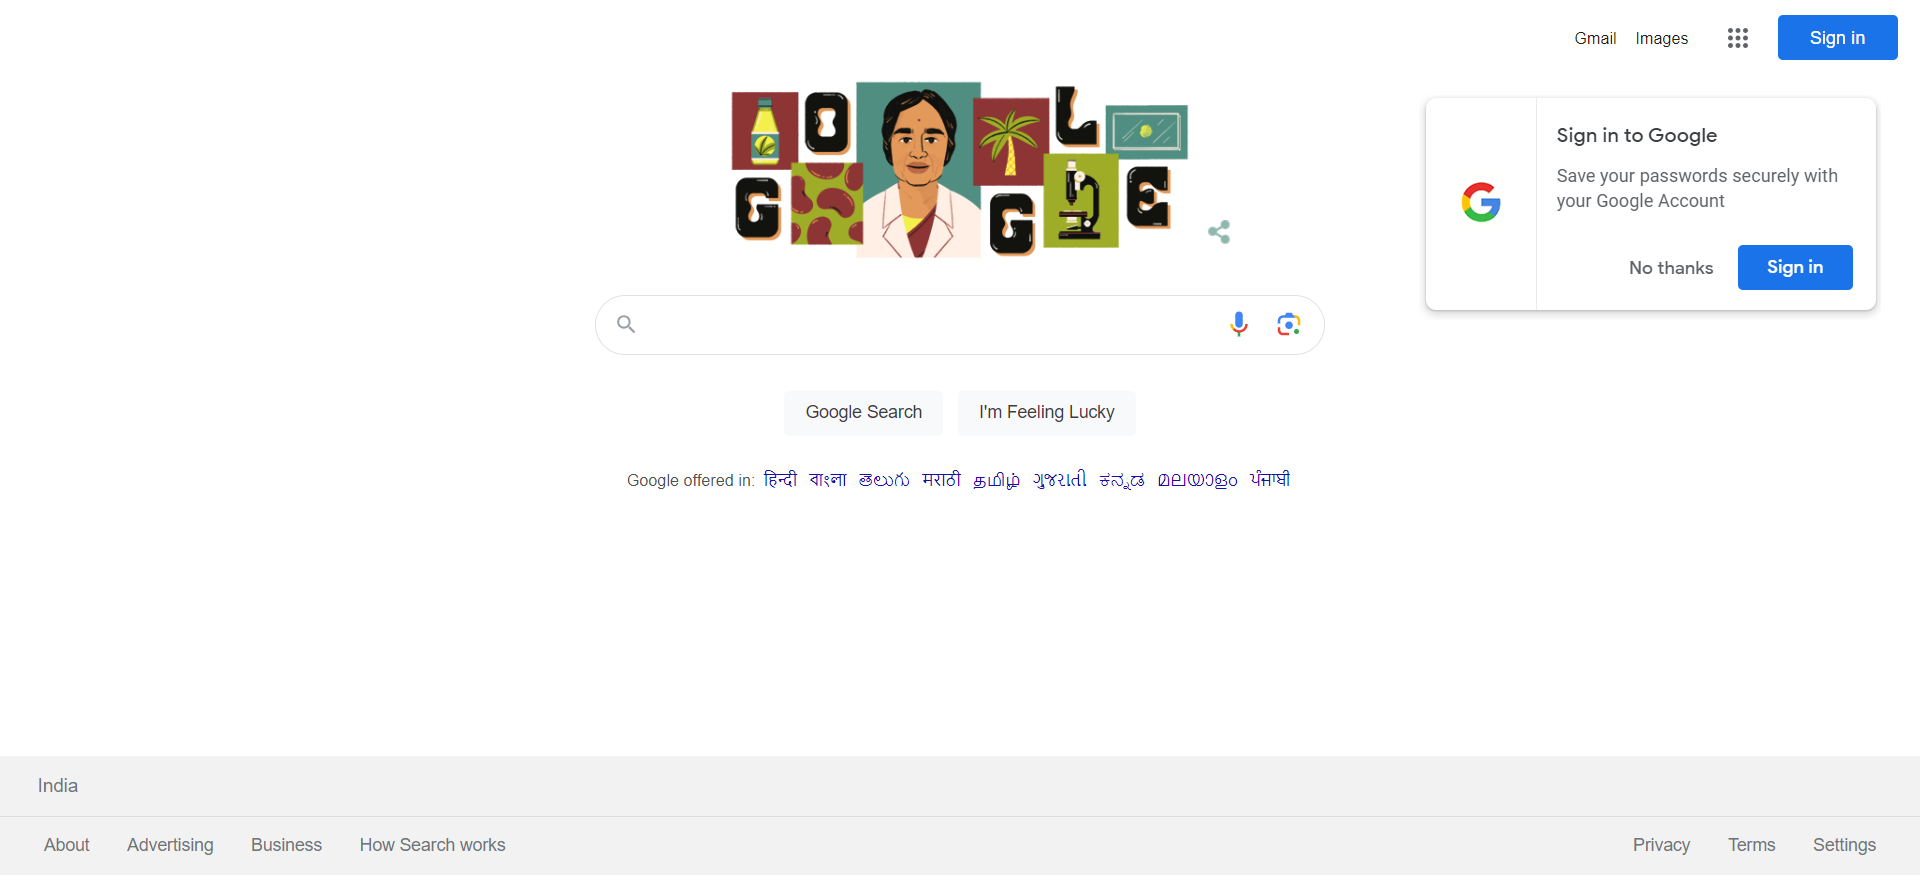 Gmail Images Sign in
GOOGLE
Sign in to Google
Save your passwords securely with
your Google Account
No thanks Sign in
Google Search I'm Feeling Lucky
Google offered in: हिन्दी বাংলা తెలుగు मराठी தமிழ் ગુજરાતી ಕನ್ನಡ മലയാളം ਪੰਜਾਬੀ
India
About Advertising Business How Search works Privacy Terms Settings